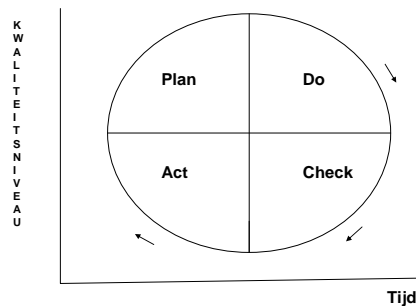 KWALITEITSNIVEAU
Plan
Do
Act
Check
Tijd